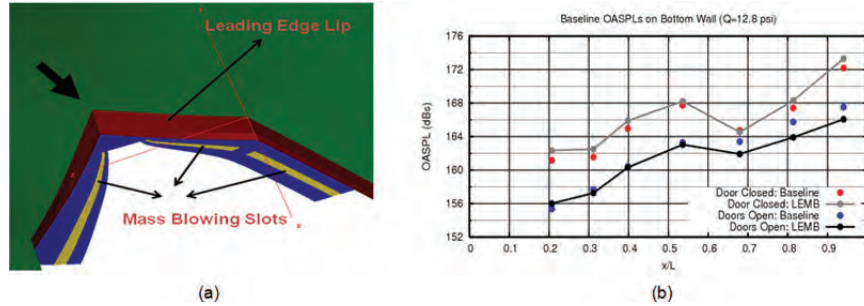 Leading Edge Lip
Mass Blowing Slots
x
(a)
Baseline OASPLs on Bottom Wall (Q=12.8 psi)
OASPL (dBs)
176
172
168
164
160
156
152
Door Closed: Baseline
Door Closed: LEMB
Doors Open: Baseline
Doors Open: LEMB
0 0.1 0.2 0.3 0.4 0.5 0.6 0.7 0.8 0.9 1
x/L
(b)